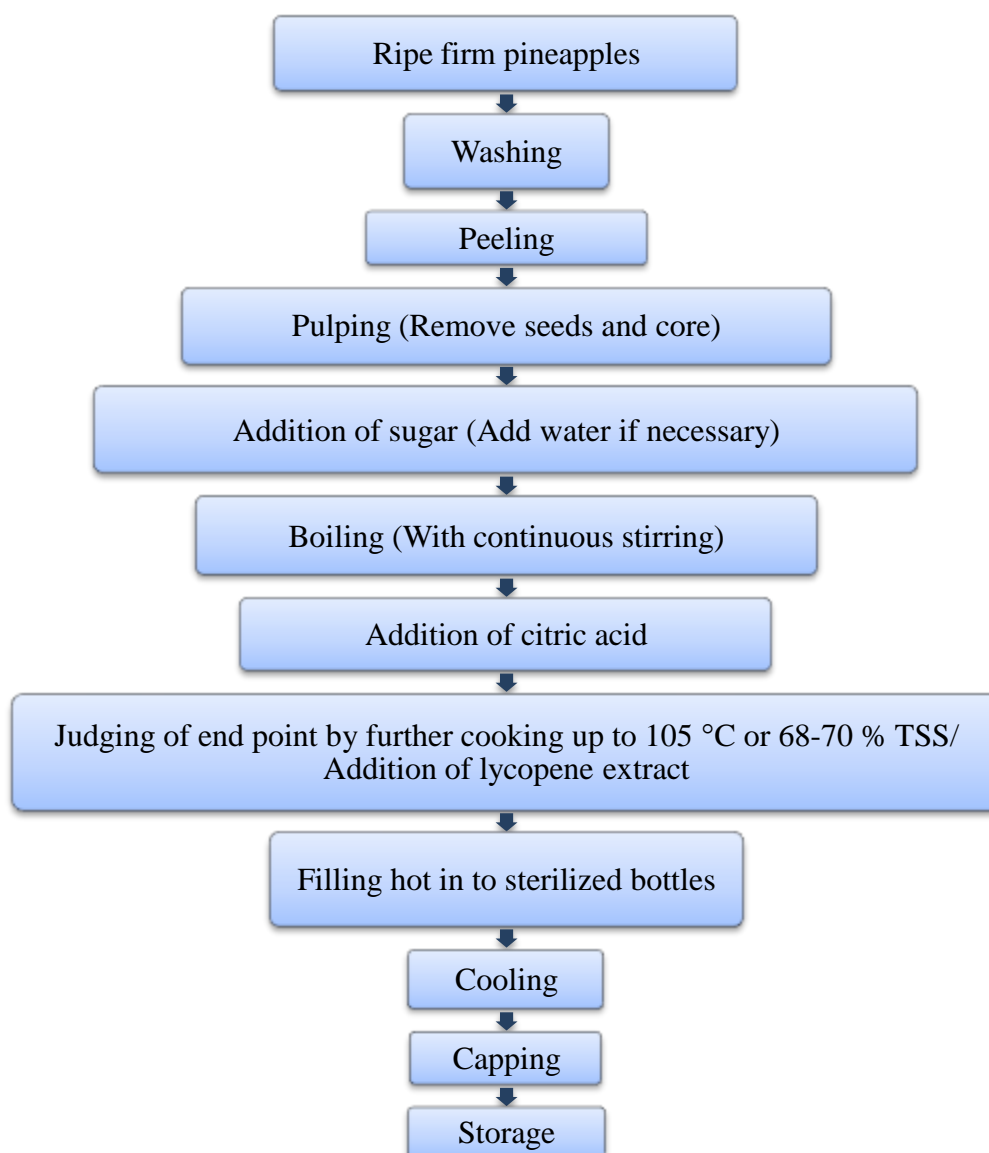 Ripe firm pineapples
Washing
Peeling
Pulping (Remove seeds and core)
Addition of sugar (Add water if necessary)
Boiling (With continuous stirring)
Addition of citric acid
Judging of end point by further cooking up to 105 °C or 68-70 % TSS/
Addition of lycopene extract
Filling hot in to sterilized bottles
Cooling
Capping
Storage